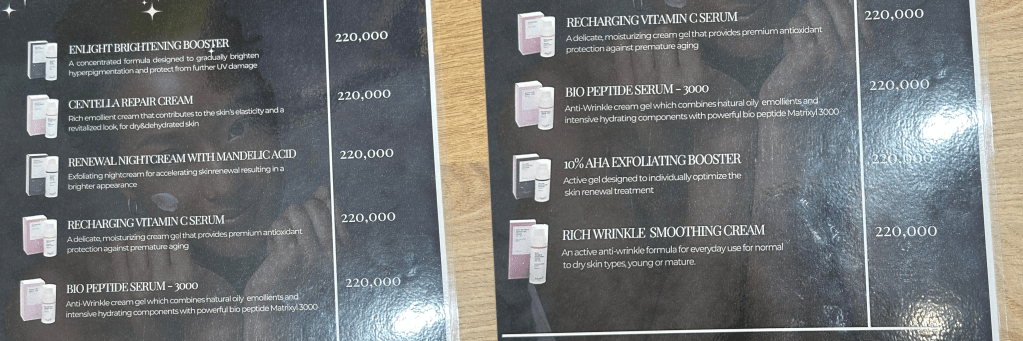 ENLIGHT BRIGHTENING BOOSTER
220,000
A concentrated formula designed to gradually brighten
hyperpigmentation and protect from further UV damage
CENTELLA REPAIR CREAM
220,000
Rich emollient cream that contributes to the skin's elasticity and a
revitalized look, for dry&dehydrated skin
RENEWAL NIGHTCREAM WITH MANDELIC ACID
220,000
Exfoliating nightcream for accelerating skinrenewal resulting in a
brighter appearance
RECHARGING VITAMIN C SERUM
220,000
A delicate, moisturizing cream gel that provides premium antioxidant
protection against premature aging
BIO PEPTIDE SERUM - 3000
220,000
Anti-Wrinkle cream gel which combines natural oily emollients and
intensive hydrating components with powerful bio peptide Matrixyl 3000
RECHARGING VITAMIN C SERUM
220,000
A delicate, moisturizing cream gel that provides premium antioxidant
protection against premature aging
BIO PEPTIDE SERUM - 3000
220,000
Anti-Wrinkle cream gel which combines natural oily emollients and
intensive hydrating components with powerful bio peptide Matrixyl 3000
10% AHA EXFOLIATING BOOSTER
220,000
Active gel designed to individually optimize the
skin renewal treatment
RICH WRINKLE SMOOTHING CREAM
220,000
An active anti-wrinkle formula for everyday use for normal
to dry skin types, young or mature.